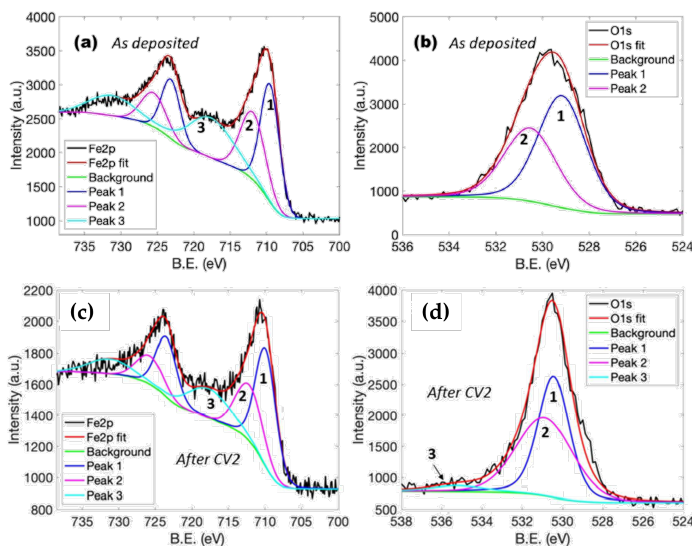 (a) As deposited
4000
3500
3000
2500
2000
1500
1000
Intensity (a.u.)
1
2
3
Fe2p
Fe2p fit
Background
Peak 1
Peak 2
Peak 3
735 730 725 720 715 710 705 700
B.E. (eV)
(b) As deposited
5000
4000
3000
2000
1000
0
Intensity (a.u.)
1
2
O1s
O1s fit
Background
Peak 1
Peak 2
536 534 532 530 528 526 524
B.E. (eV)
(c)
2200
2000
1800
1600
1400
1200
1000
800
Intensity (a.u.)
1
2
3
Fe2p
Fe2p fit
Background
Peak 1
Peak 2
Peak 3
After CV2
735 730 725 720 715 710 705 700
B.E. (eV)
(d)
4000
3500
3000
2500
2000
1500
1000
500
Intensity (a.u.)
After CV2
1
2
3
O1s
O1s fit
Background
Peak 1
Peak 2
Peak 3
538 536 534 532 530 528 526 524
B.E. (eV)